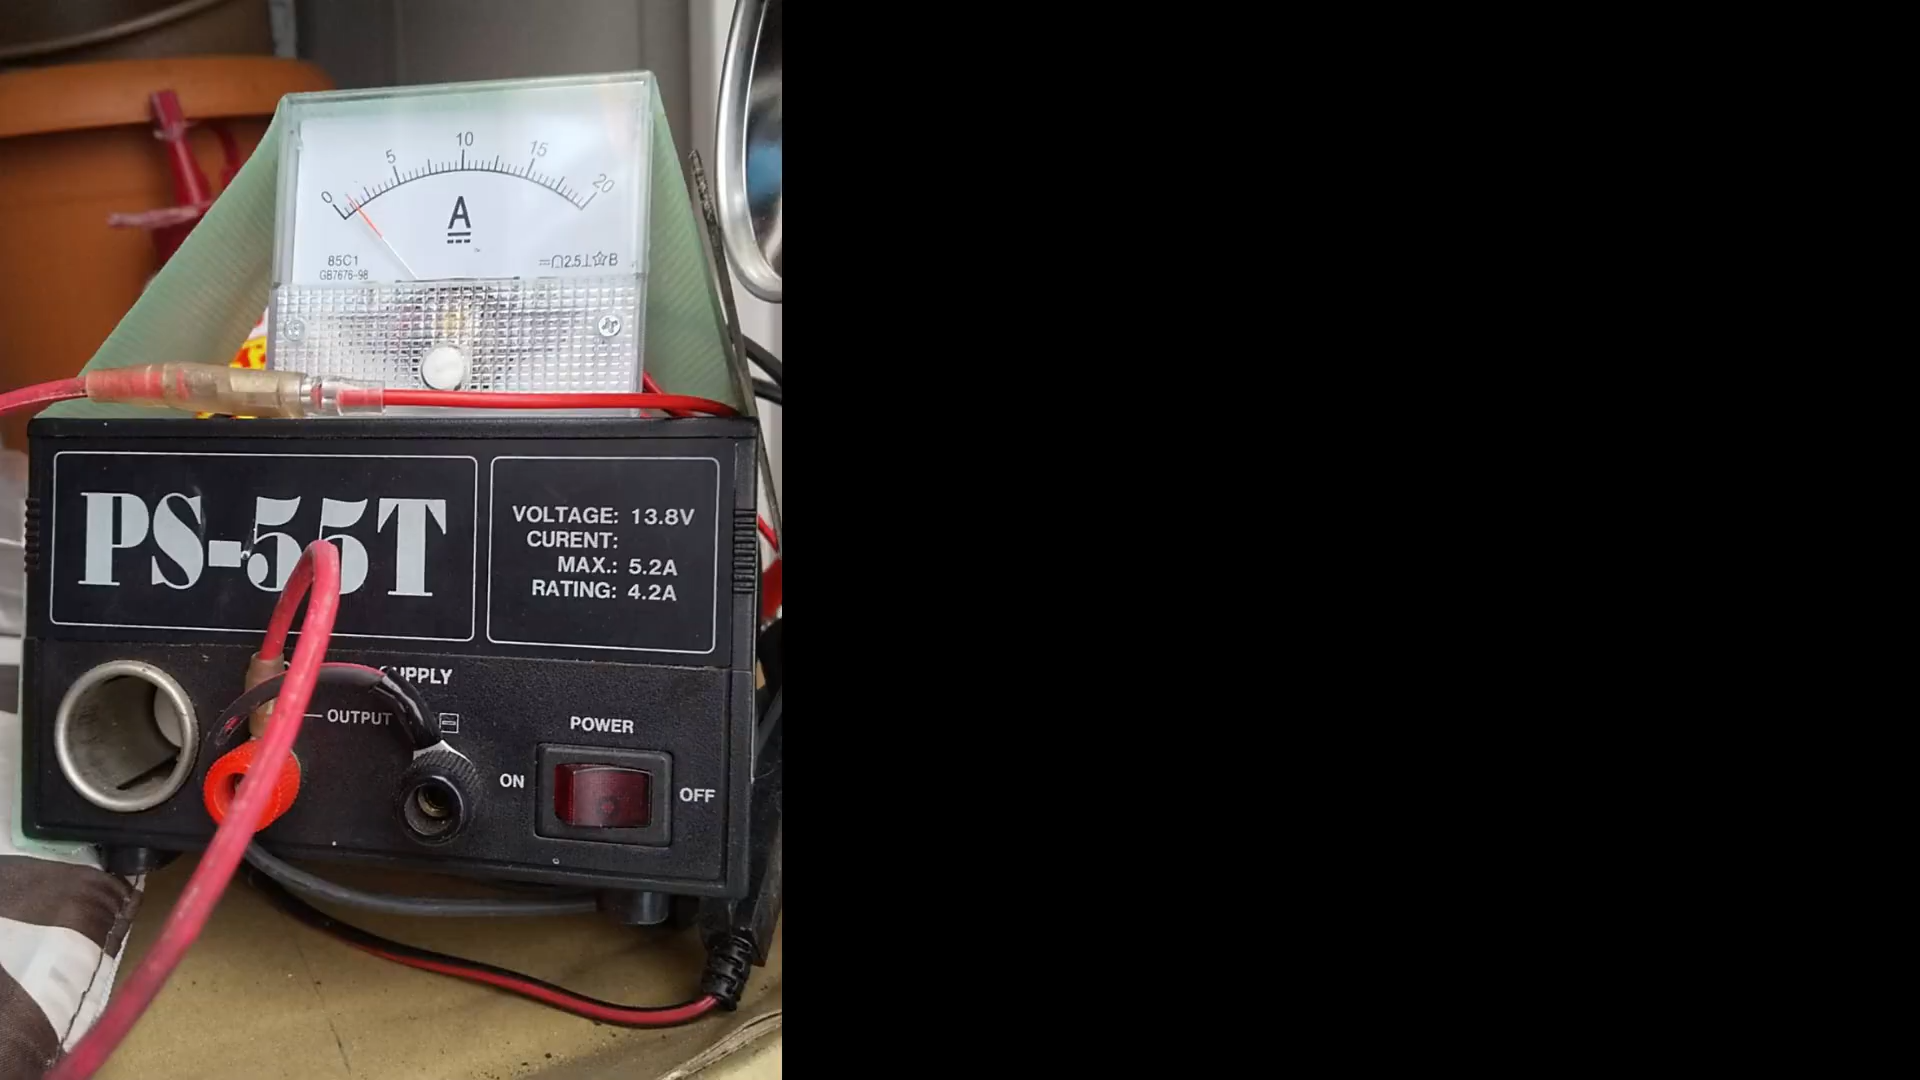 0 5 10 15 20
A
85C1
GB7676-98
2.5 B
PS-55T
VOLTAGE: 13.8V
CURENT:
MAX.: 5.2A
RATING: 4.2A
OUTPUT
POWER
ON
OFF